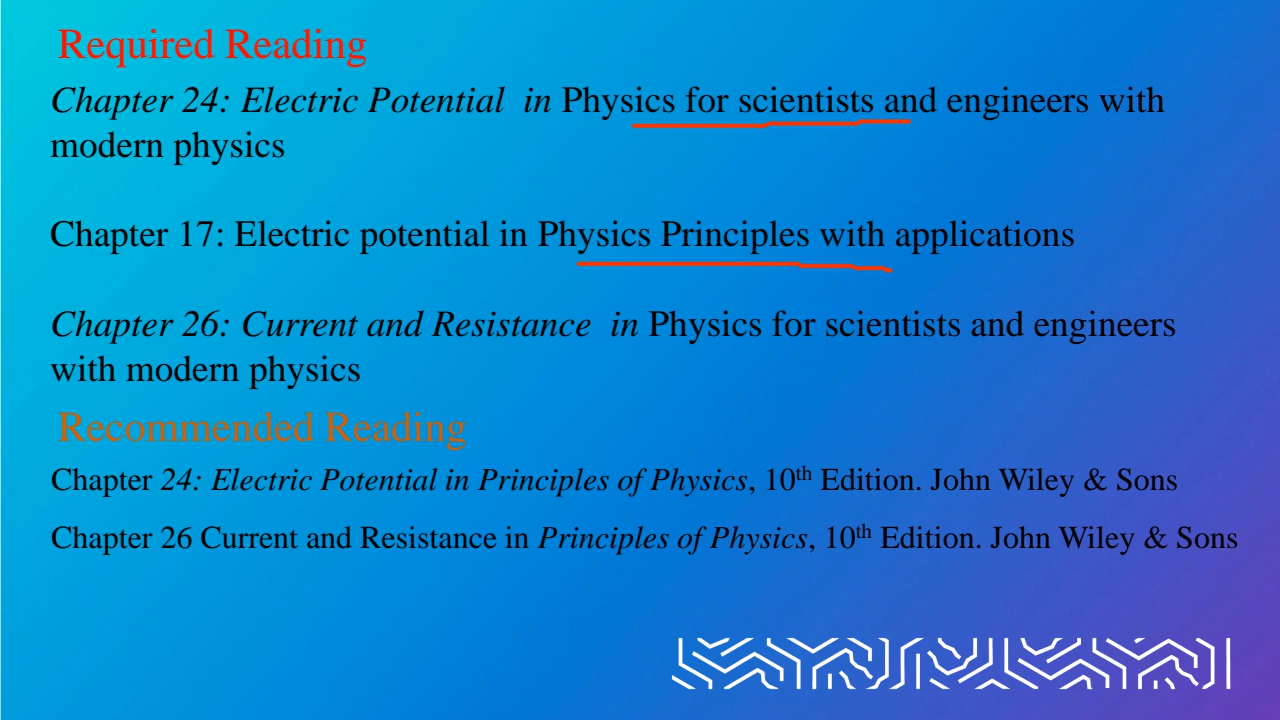 Required Reading
Chapter 24: Electric Potential in Physics for scientists and engineers with
modern physics
Chapter 17: Electric potential in Physics Principles with applications
Chapter 26: Current and Resistance in Physics for scientists and engineers
with modern physics
Recommended Reading
Chapter 24: Electric Potential in Principles of Physics, 10th Edition. John Wiley & Sons
Chapter 26 Current and Resistance in Principles of Physics, 10th Edition. John Wiley & Sons